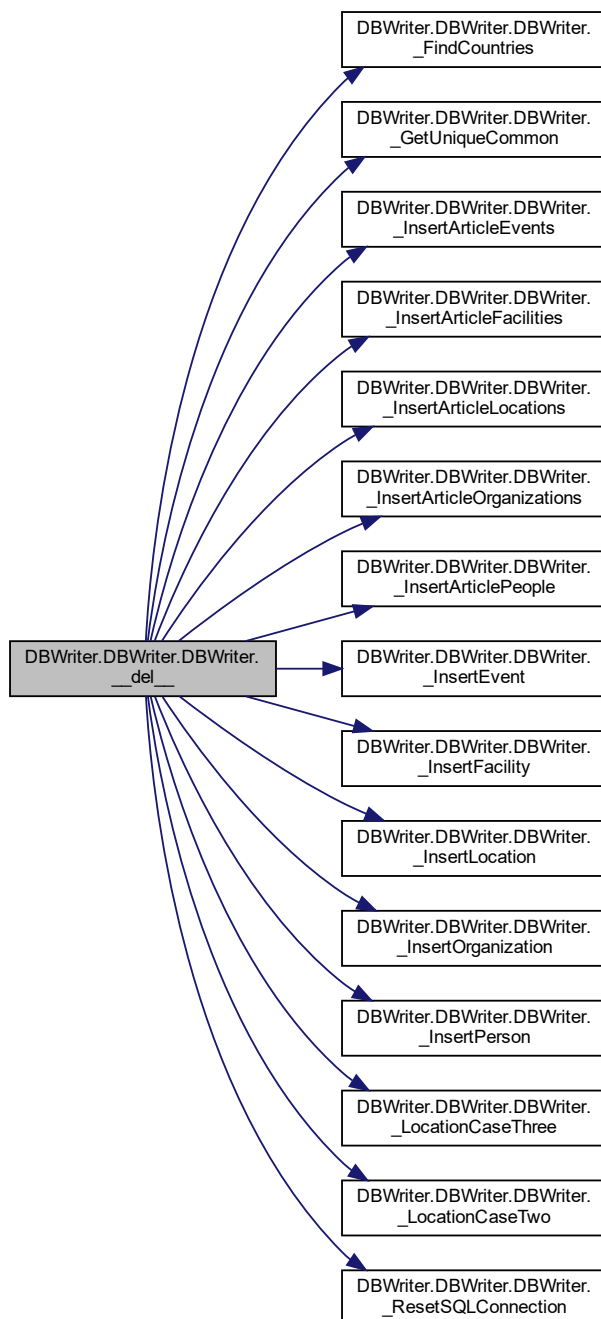 DBWriter.DBWriter.DBWriter.
_FindCountries
DBWriter.DBWriter.DBWriter.
_GetUniqueCommon
DBWriter.DBWriter.DBWriter.
_InsertArticleEvents
DBWriter.DBWriter.DBWriter.
_InsertArticleFacilities
DBWriter.DBWriter.DBWriter.
_InsertArticleLocations
DBWriter.DBWriter.DBWriter.
_InsertArticleOrganizations
DBWriter.DBWriter.DBWriter.
_InsertArticlePeople
DBWriter.DBWriter.DBWriter.
__del__
DBWriter.DBWriter.DBWriter.
_InsertEvent
DBWriter.DBWriter.DBWriter.
_InsertFacility
DBWriter.DBWriter.DBWriter.
_InsertLocation
DBWriter.DBWriter.DBWriter.
_InsertOrganization
DBWriter.DBWriter.DBWriter.
_InsertPerson
DBWriter.DBWriter.DBWriter.
_LocationCaseThree
DBWriter.DBWriter.DBWriter.
_LocationCaseTwo
DBWriter.DBWriter.DBWriter.
_ResetSQLConnection